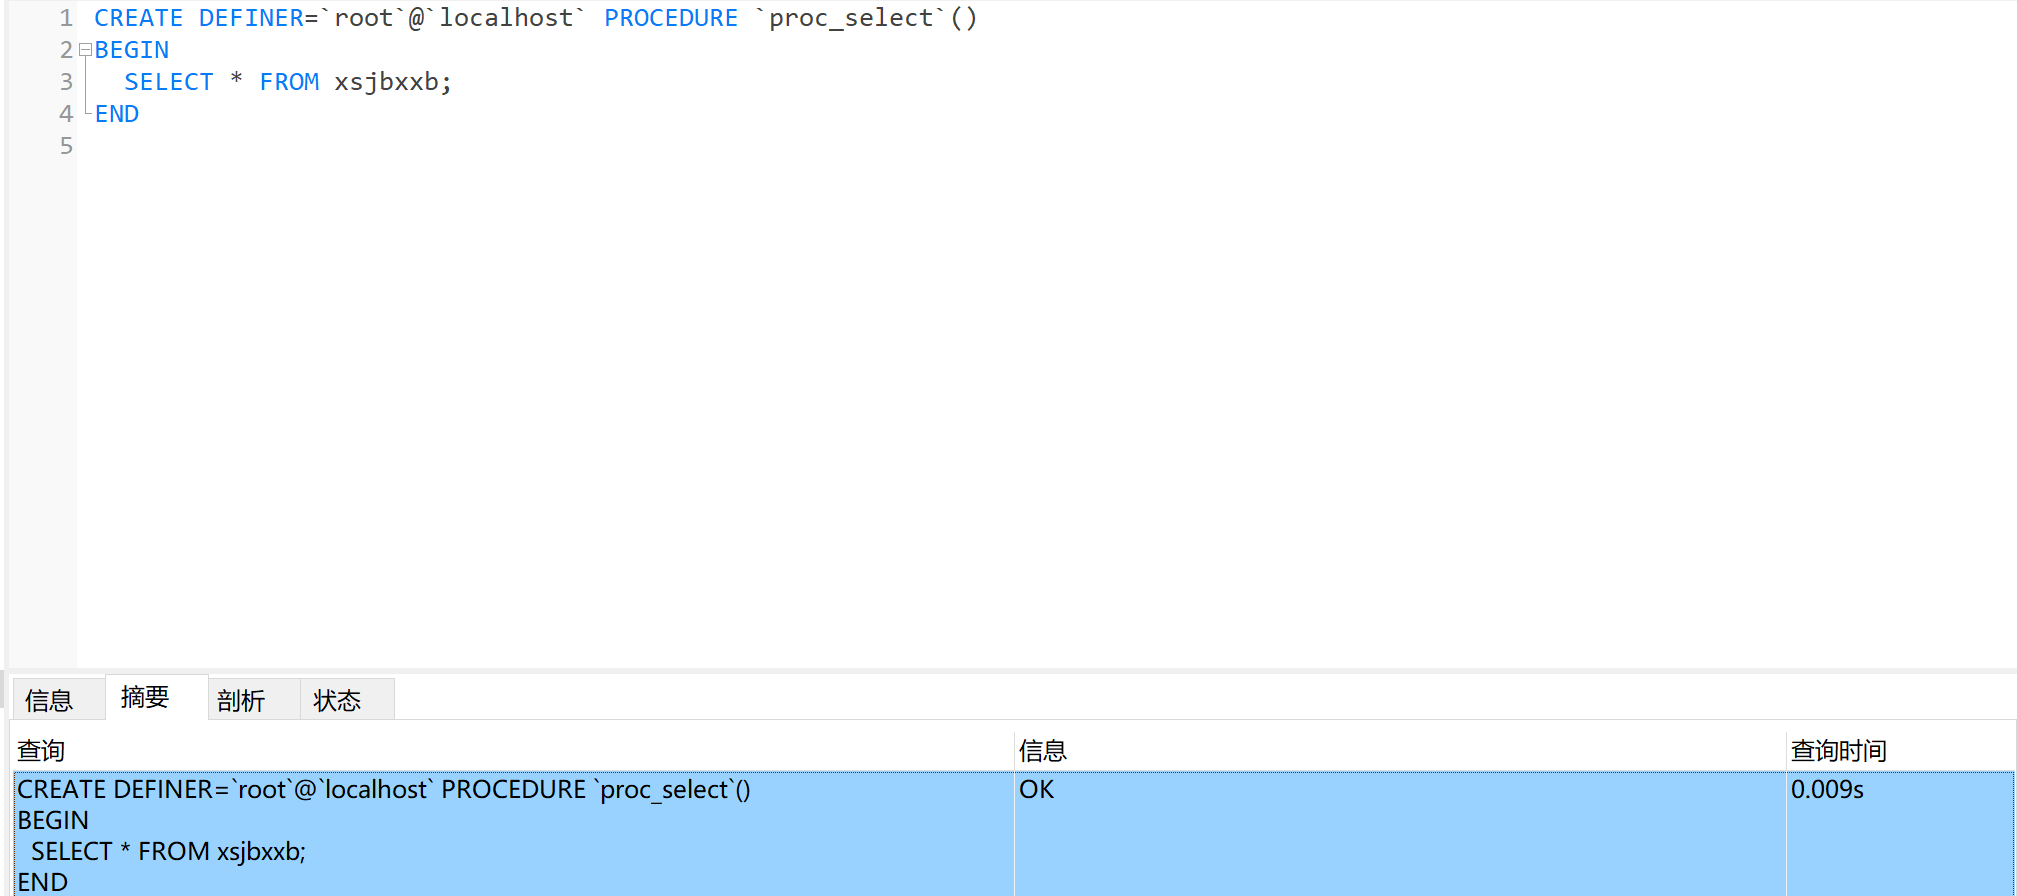 1 CREATE DEFINER=`root`@`localhost` PROCEDURE `proc_select`()
2 BEGIN
3   SELECT * FROM xsjbxxb;
4 END
5
信息 摘要 剖析 状态
查询 信息 查询时间
CREATE DEFINER=`root`@`localhost` PROCEDURE `proc_select`() OK 0.009s
BEGIN
  SELECT * FROM xsjbxxb;
END